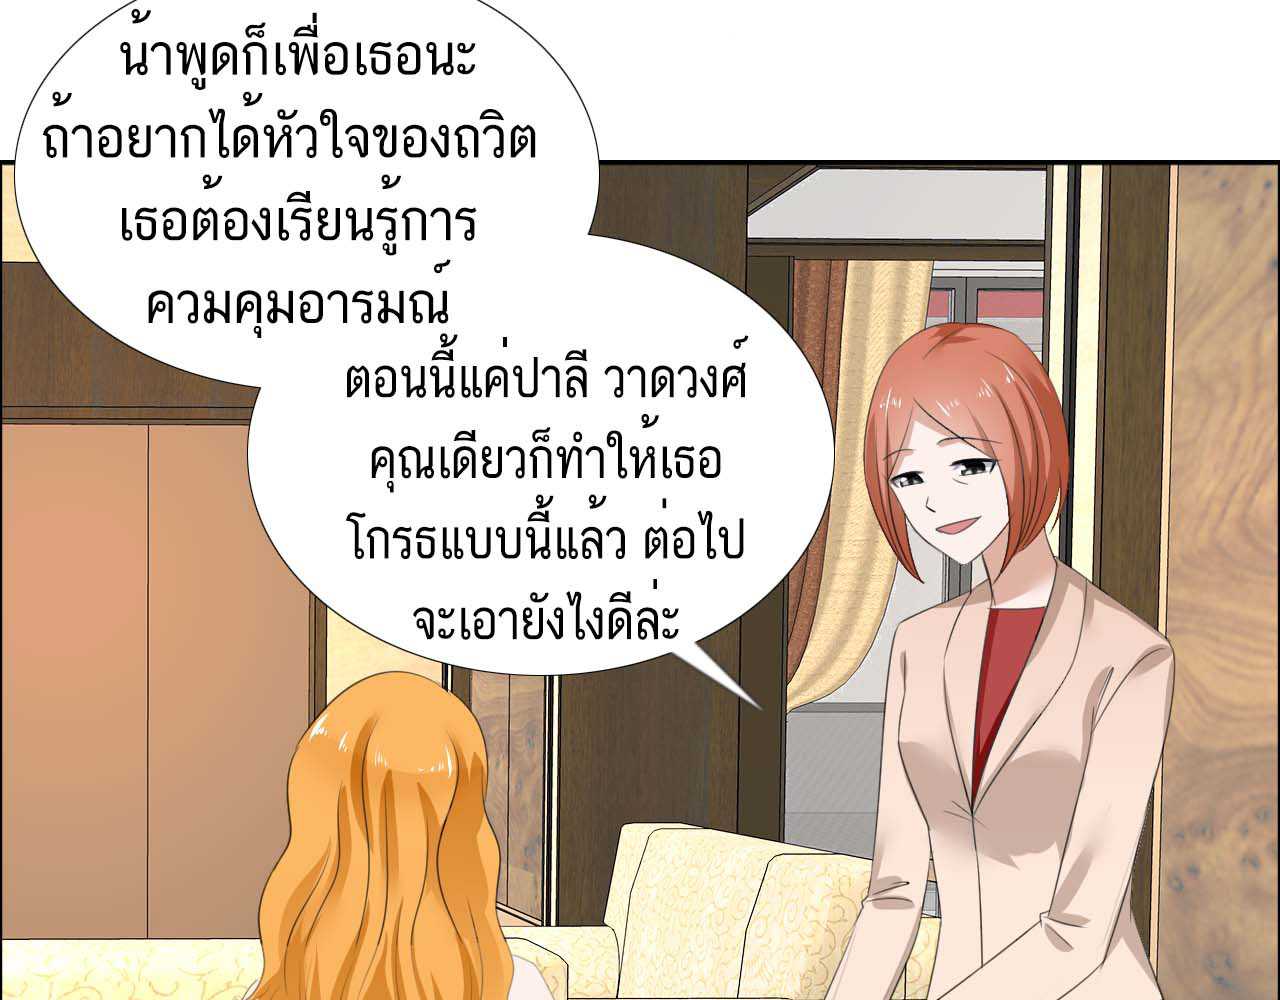 น้าพูดก็เพื่อเธอนะ
ถ้าอยากได้หัวใจของถวิต
เธอต้องเรียนรู้การ
ควมคุมอารมณ์
ตอนนี้แค่ปาลี วาดวงศ์
คุณเดียวก็ทำให้เธอ
โกรธแบบนี้แล้ว ต่อไป
จะเอายังไงดีล่ะ